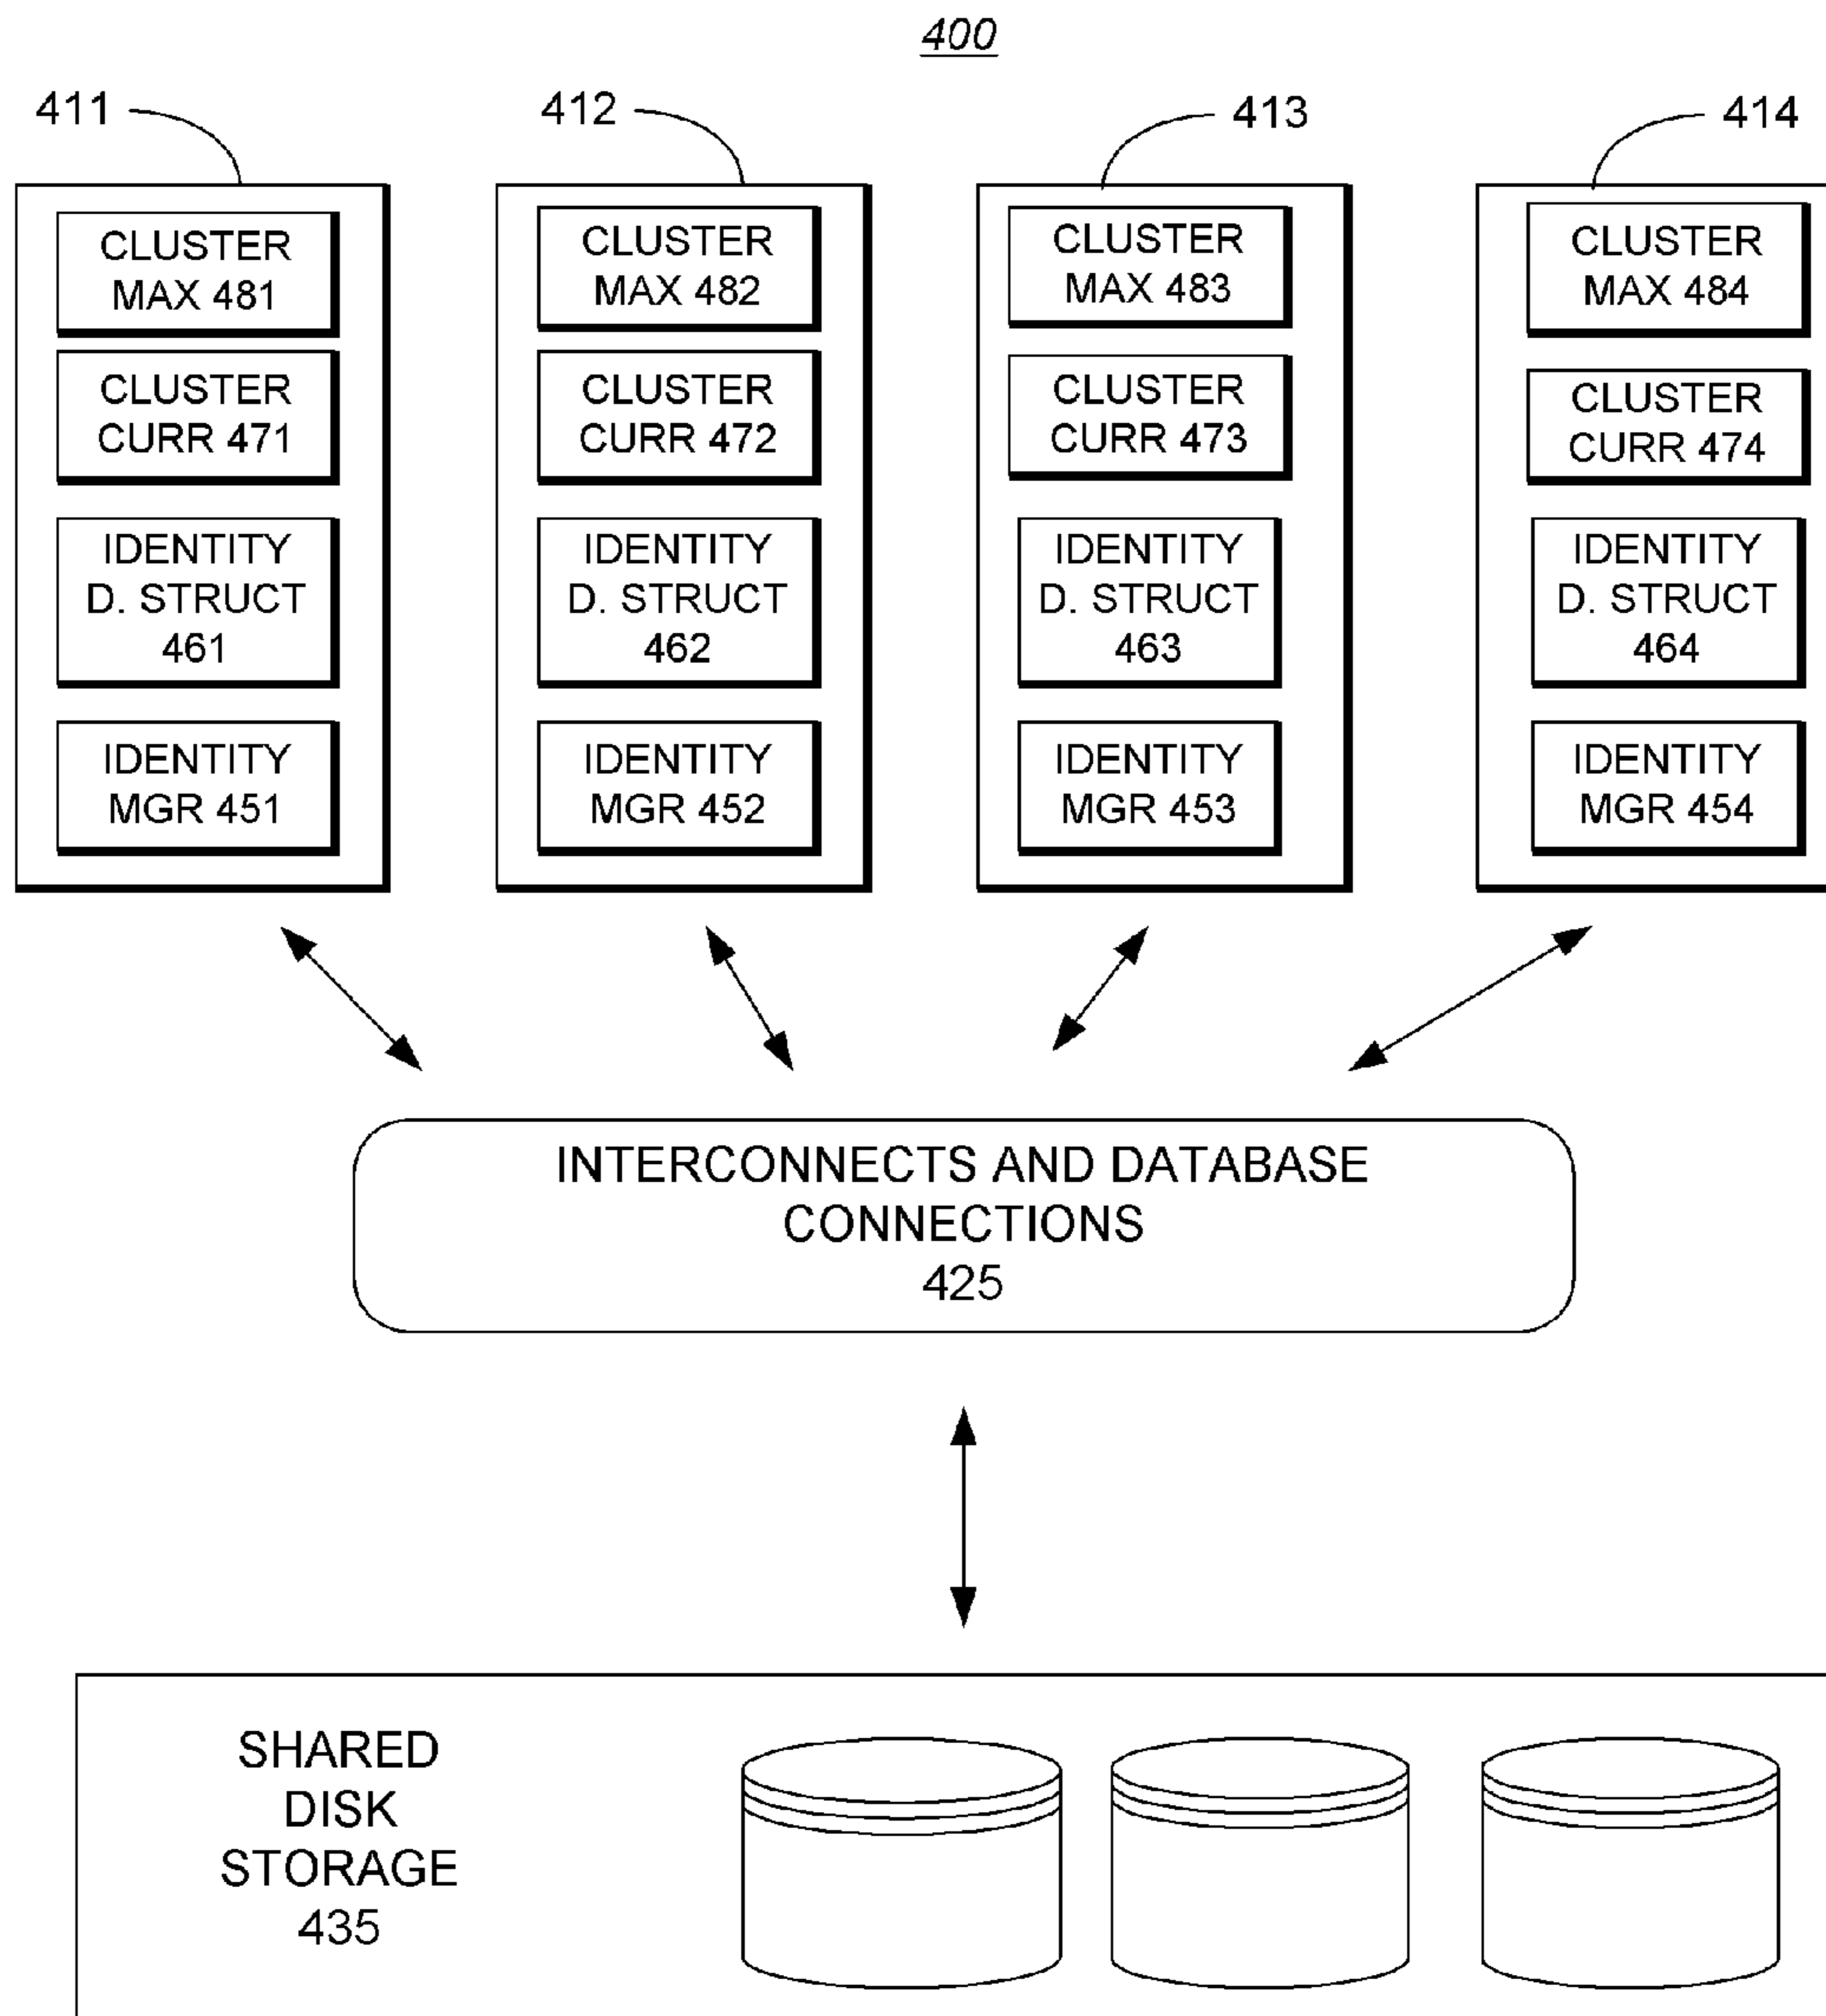 400
411
412
413
414
CLUSTER
MAX 481
CLUSTER
CURR 471
IDENTITY
D. STRUCT
461
IDENTITY
MGR 451
CLUSTER
MAX 482
CLUSTER
CURR 472
IDENTITY
D. STRUCT
462
IDENTITY
MGR 452
CLUSTER
MAX 483
CLUSTER
CURR 473
IDENTITY
D. STRUCT
463
IDENTITY
MGR 453
CLUSTER
MAX 484
CLUSTER
CURR 474
IDENTITY
D. STRUCT
464
IDENTITY
MGR 454
INTERCONNECTS AND DATABASE
CONNECTIONS
425
SHARED
DISK
STORAGE
435